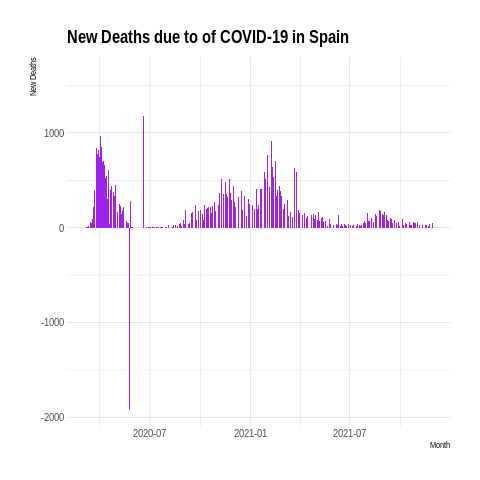 New Deaths due to of COVID-19 in Spain
New Deaths
1000
0
-1000
-2000
2020-07
2021-01
2021-07
Month